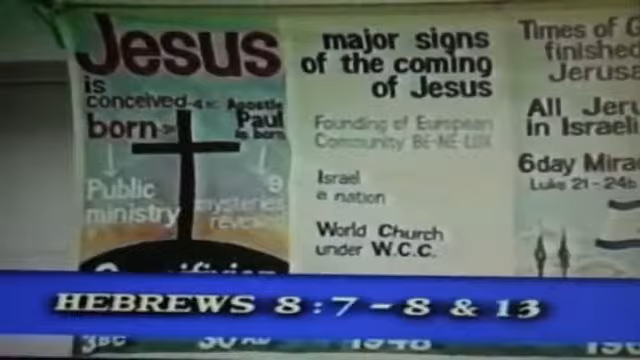 Jesus
is
conceived-4BC
Apostle
Paul
is born
born
Public
ministry
9
mysteries
major signs
of the coming
of Jesus
Founding of European
Community BE-NE-LUX
Israel
a nation
World Church
under W.C.C.
Times of G
finished
Jerusa
All Jeru
in Israeli
6day Mira
Luke 21-24b
HEBREWS 8:7-8 & 13
3BC
30AD
1948